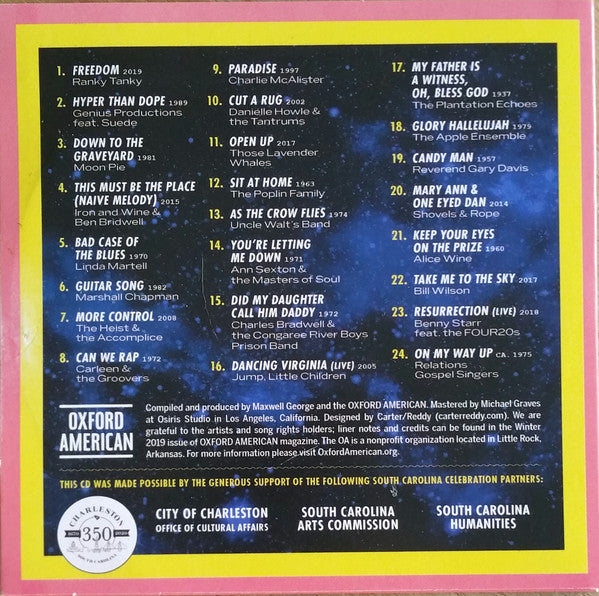 1. FREEDOM 2019
Ranky Tanky
2. HYPER THAN DOPE 1989
Genius Productions
feat. Suede
3. DOWN TO THE
GRAVEYARD 1981
Moon Pie
4. THIS MUST BE THE PLACE
(NAIVE MELODY) 2015
Iron and Wine &
Ben Bridwell
5. BAD CASE OF
THE BLUES 1970
Linda Martell
6. GUITAR SONG 1982
Marshall Chapman
7. MORE CONTROL 2008
The Heist &
the Accomplice
8. CAN WE RAP 1972
Carleen &
the Groovers
9. PARADISE 1997
Charlie McAlister
10. CUT A RUG 2002
Danielle Howle &
the Tantrums
11. OPEN UP 2017
Those Lavender
Whales
12. SIT AT HOME 1963
The Poplin Family
13. AS THE CROW FLIES 1974
Uncle Walt's Band
14. YOU'RE LETTING
ME DOWN 1971
Ann Sexton &
the Masters of Soul
15. DID MY DAUGHTER
CALL HIM DADDY 1972
Charles Bradwell &
the Congaree River Boys
Prison Band
16. DANCING VIRGINIA (LIVE) 2005
Jump, Little Children
17. MY FATHER IS
A WITNESS,
OH, BLESS GOD 1937
The Plantation Echoes
18. GLORY HALLELUJAH 1979
The Apple Ensemble
19. CANDY MAN 1957
Reverend Gary Davis
20. MARY ANN &
ONE EYED DAN 2014
Shovels & Rope
21. KEEP YOUR EYES
ON THE PRIZE 1960
Alice Wine
22. TAKE ME TO THE SKY 2017
Bill Wilson
23. RESURRECTION (LIVE) 2018
Benny Starr
feat. the FOUR20s
24. ON MY WAY UP CA. 1975
Relations
Gospel Singers
OXFORD
AMERICAN
Compiled and produced by Maxwell George and the OXFORD AMERICAN. Mastered by Michael Graves
at Osiris Studio in Los Angeles, California. Designed by Carter/Reddy (carterreddy.com). We are
grateful to the artists and song rights holders; liner notes and credits can be found in the Winter
2019 issue of OXFORD AMERICAN magazine. The OA is a nonprofit organization located in Little Rock,
Arkansas. For more information please visit OxfordAmerican.org.
THIS CD WAS MADE POSSIBLE BY THE GENEROUS SUPPORT OF THE FOLLOWING SOUTH CAROLINA CELEBRATION PARTNERS:
CHARLESTON
1670 350 2020
SOUTH CAROLINA
CITY OF CHARLESTON
OFFICE OF CULTURAL AFFAIRS
SOUTH CAROLINA
ARTS COMMISSION
SOUTH CAROLINA
HUMANITIES